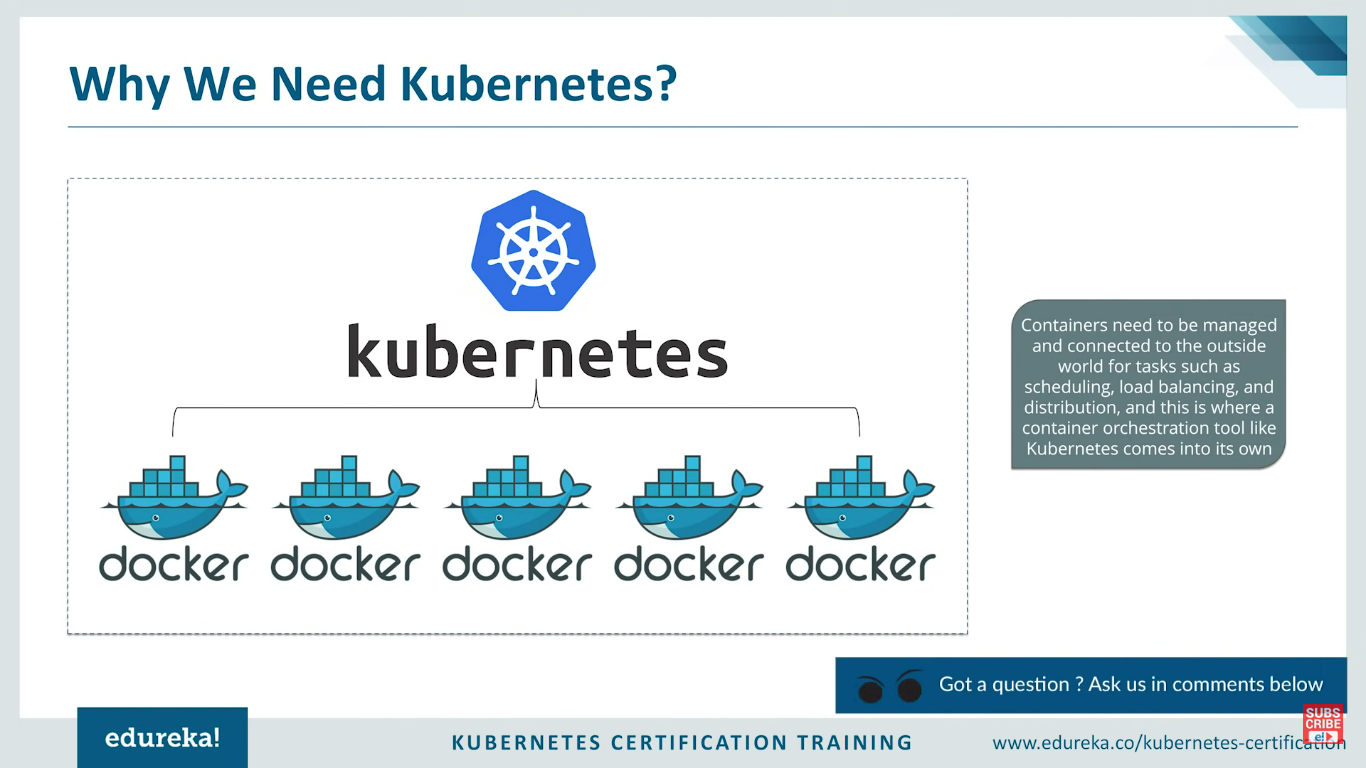 Why We Need Kubernetes?
kubernetes
docker docker docker docker docker
Containers need to be managed
and connected to the outside
world for tasks such as
scheduling, load balancing, and
distribution, and this is where a
container orchestration tool like
Kubernetes comes into its own
Got a question ? Ask us in comments below
SUBS
CRIBE
e!
edureka!
KUBERNETES CERTIFICATION TRAINING
www.edureka.co/kubernetes-certification